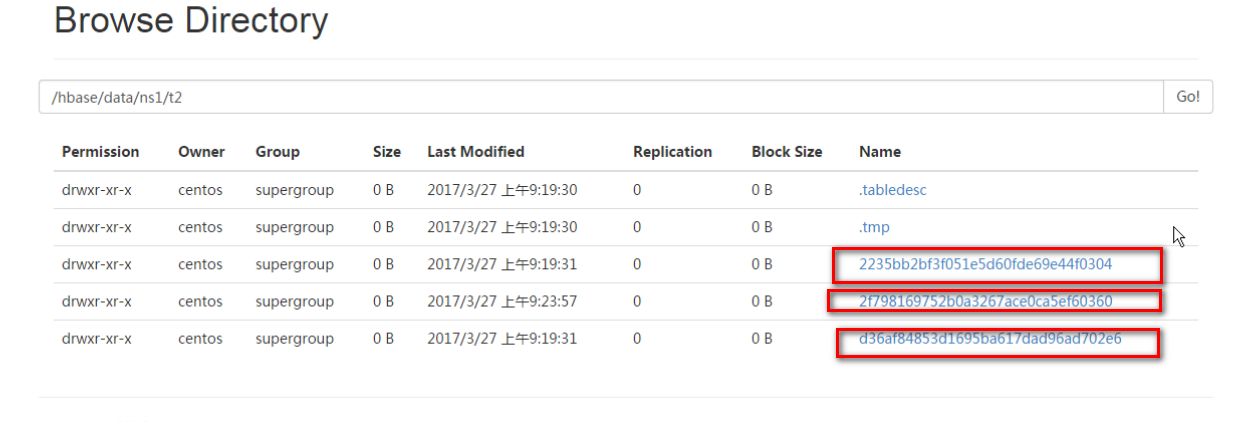 Browse Directory
/hbase/data/ns1/t2 Go!
Permission Owner Group Size Last Modified Replication Block Size Name
drwxr-xr-x centos supergroup 0 B 2017/3/27 上午9:19:30 0 0 B .tabledesc
drwxr-xr-x centos supergroup 0 B 2017/3/27 上午9:19:30 0 0 B .tmp
drwxr-xr-x centos supergroup 0 B 2017/3/27 上午9:19:31 0 0 B 2235bb2bf3f051e5d60fde69e44f0304
drwxr-xr-x centos supergroup 0 B 2017/3/27 上午9:23:57 0 0 B 2f798169752b0a3267ace0ca5ef60360
drwxr-xr-x centos supergroup 0 B 2017/3/27 上午9:19:31 0 0 B d36af84853d1695ba617dad96ad702e6